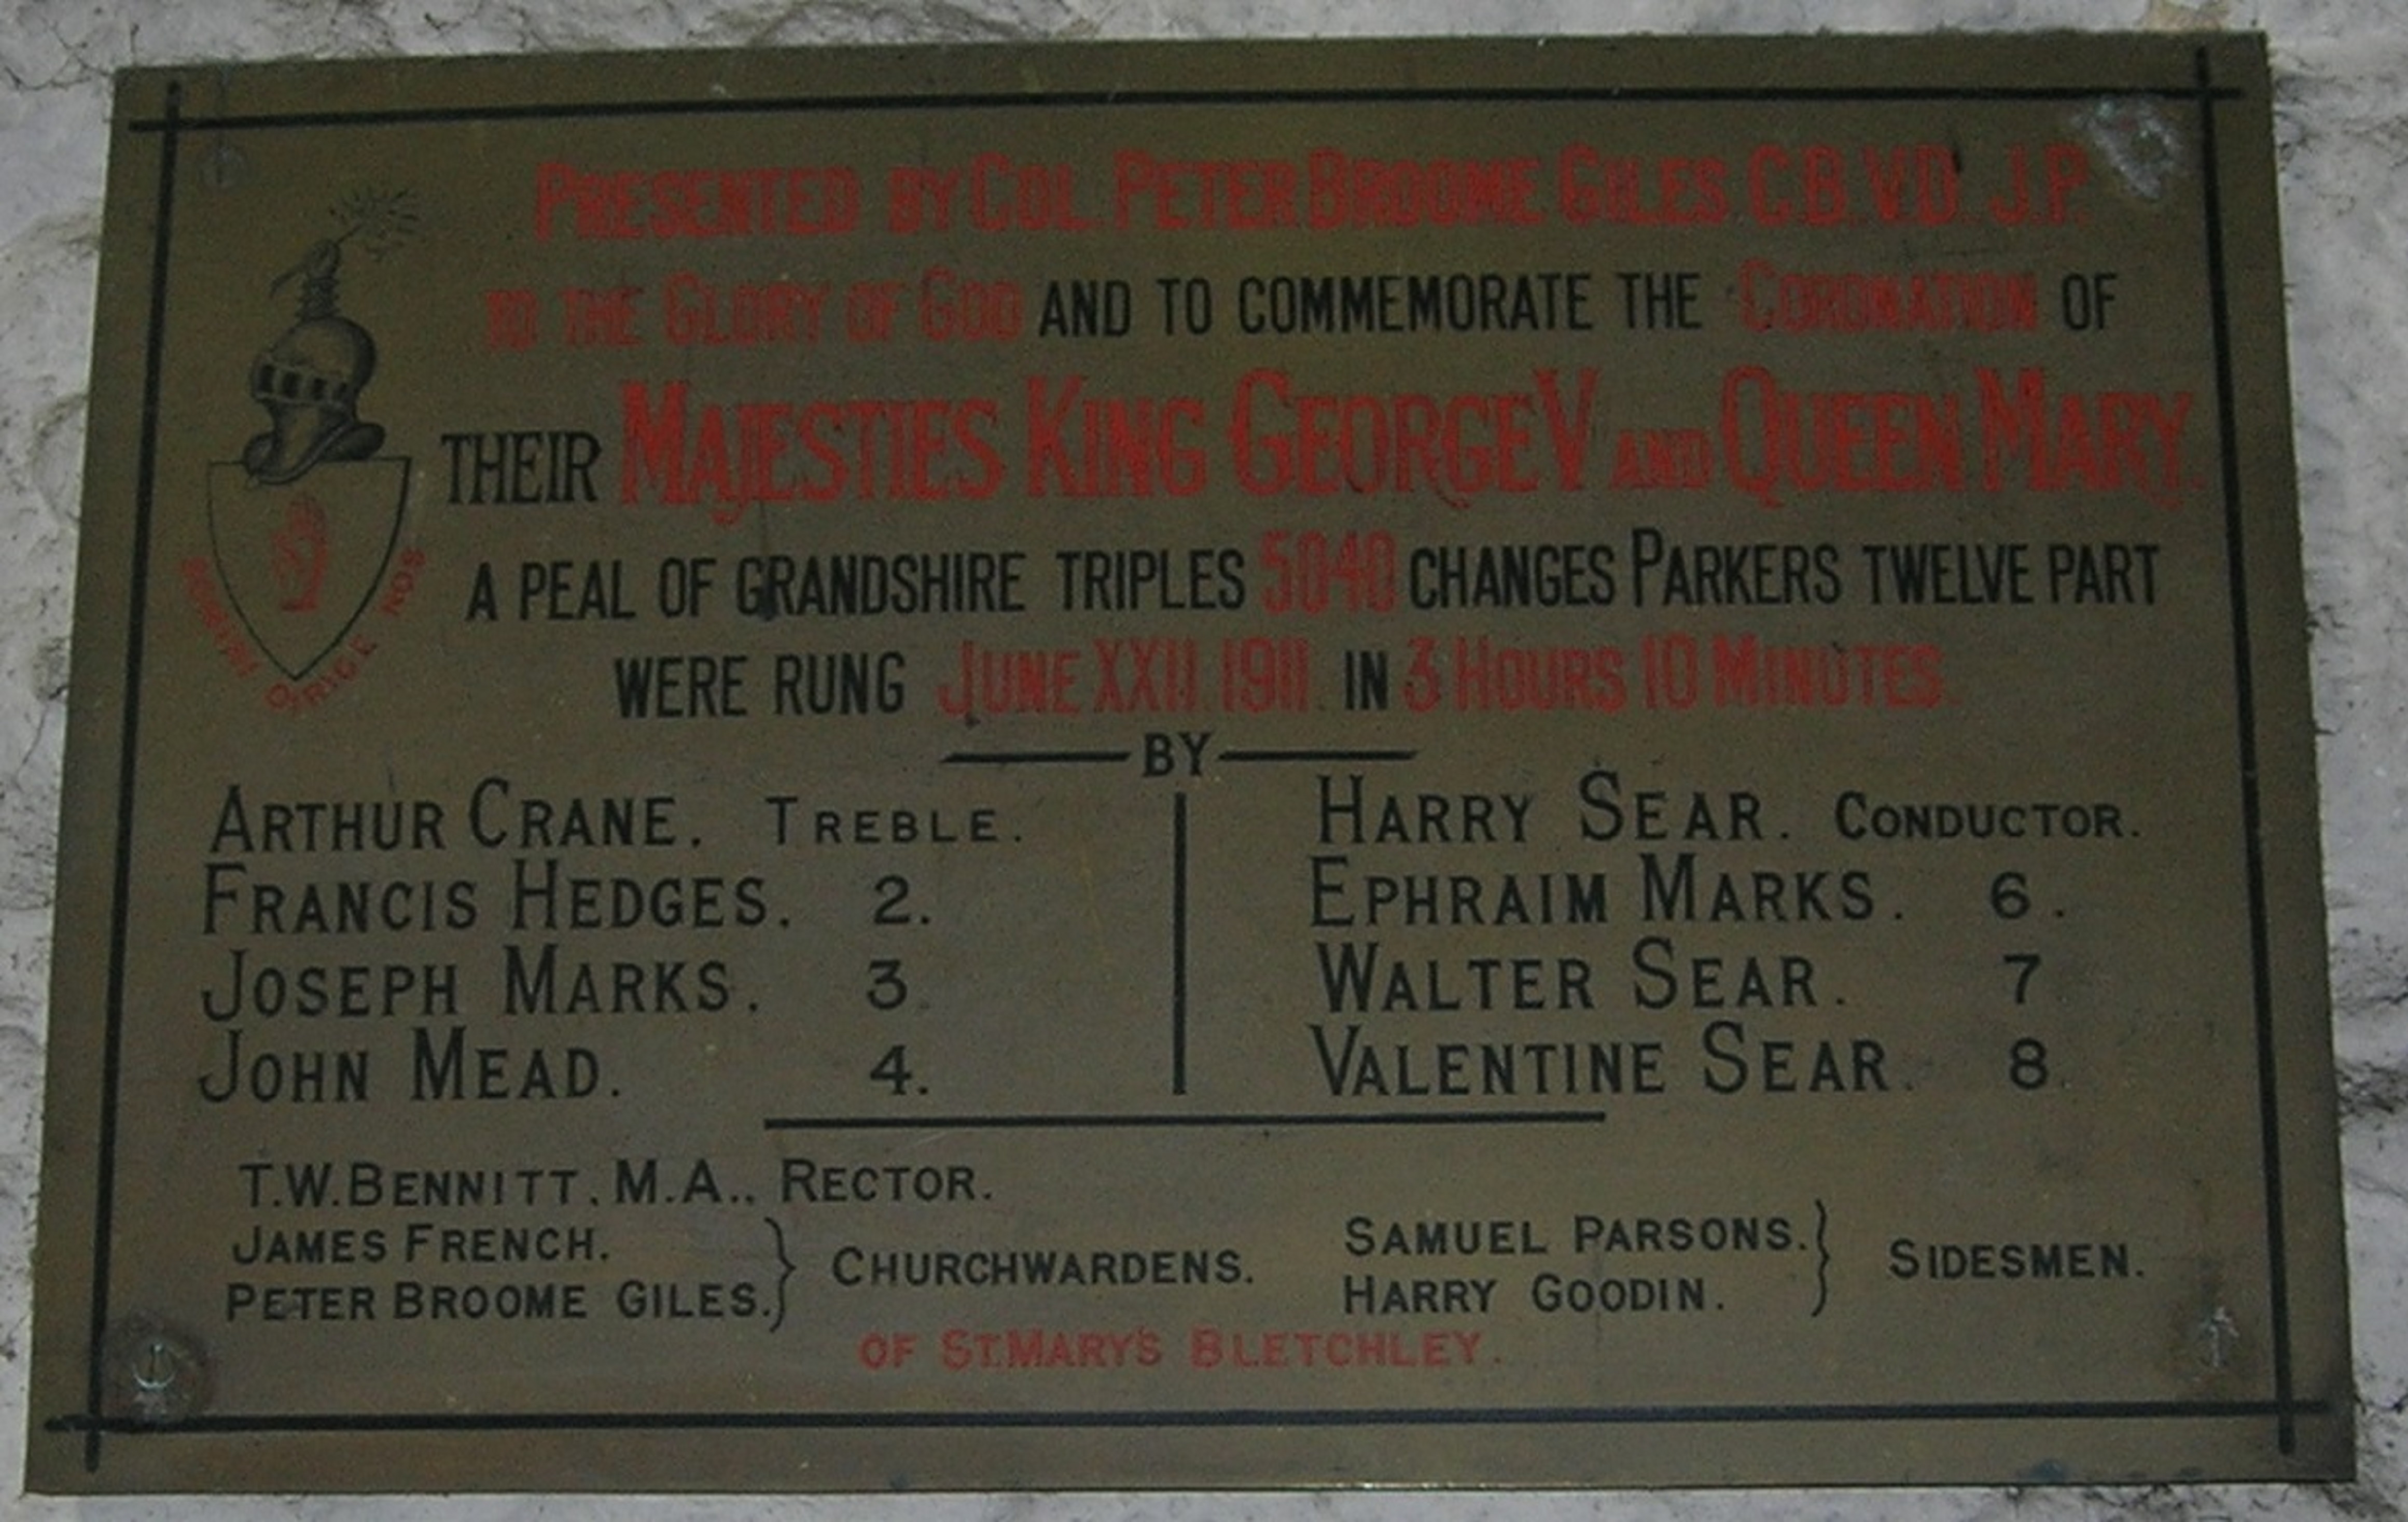 PRESENTED BY COL. PETER BROOME GILES C.B. V.D. J.P.
TO THE GLORY OF GOD AND TO COMMEMORATE THE CORONATION OF
THEIR MAJESTIES KING GEORGE V AND QUEEN MARY.
A PEAL OF GRANDSHIRE TRIPLES 5040 CHANGES PARKERS TWELVE PART
WERE RUNG JUNE XXII 1911 IN 3 HOURS 10 MINUTES.
DIRIGE NOS
BY
ARTHUR CRANE. TREBLE.
FRANCIS HEDGES. 2.
JOSEPH MARKS. 3.
JOHN MEAD. 4.
HARRY SEAR. CONDUCTOR.
EPHRAIM MARKS. 6.
WALTER SEAR. 7
VALENTINE SEAR. 8
T.W. BENNITT, M.A., RECTOR.
JAMES FRENCH.
PETER BROOME GILES. } CHURCHWARDENS.
SAMUEL PARSONS.
HARRY GOODIN. } SIDESMEN.
OF ST. MARY'S BLETCHLEY.